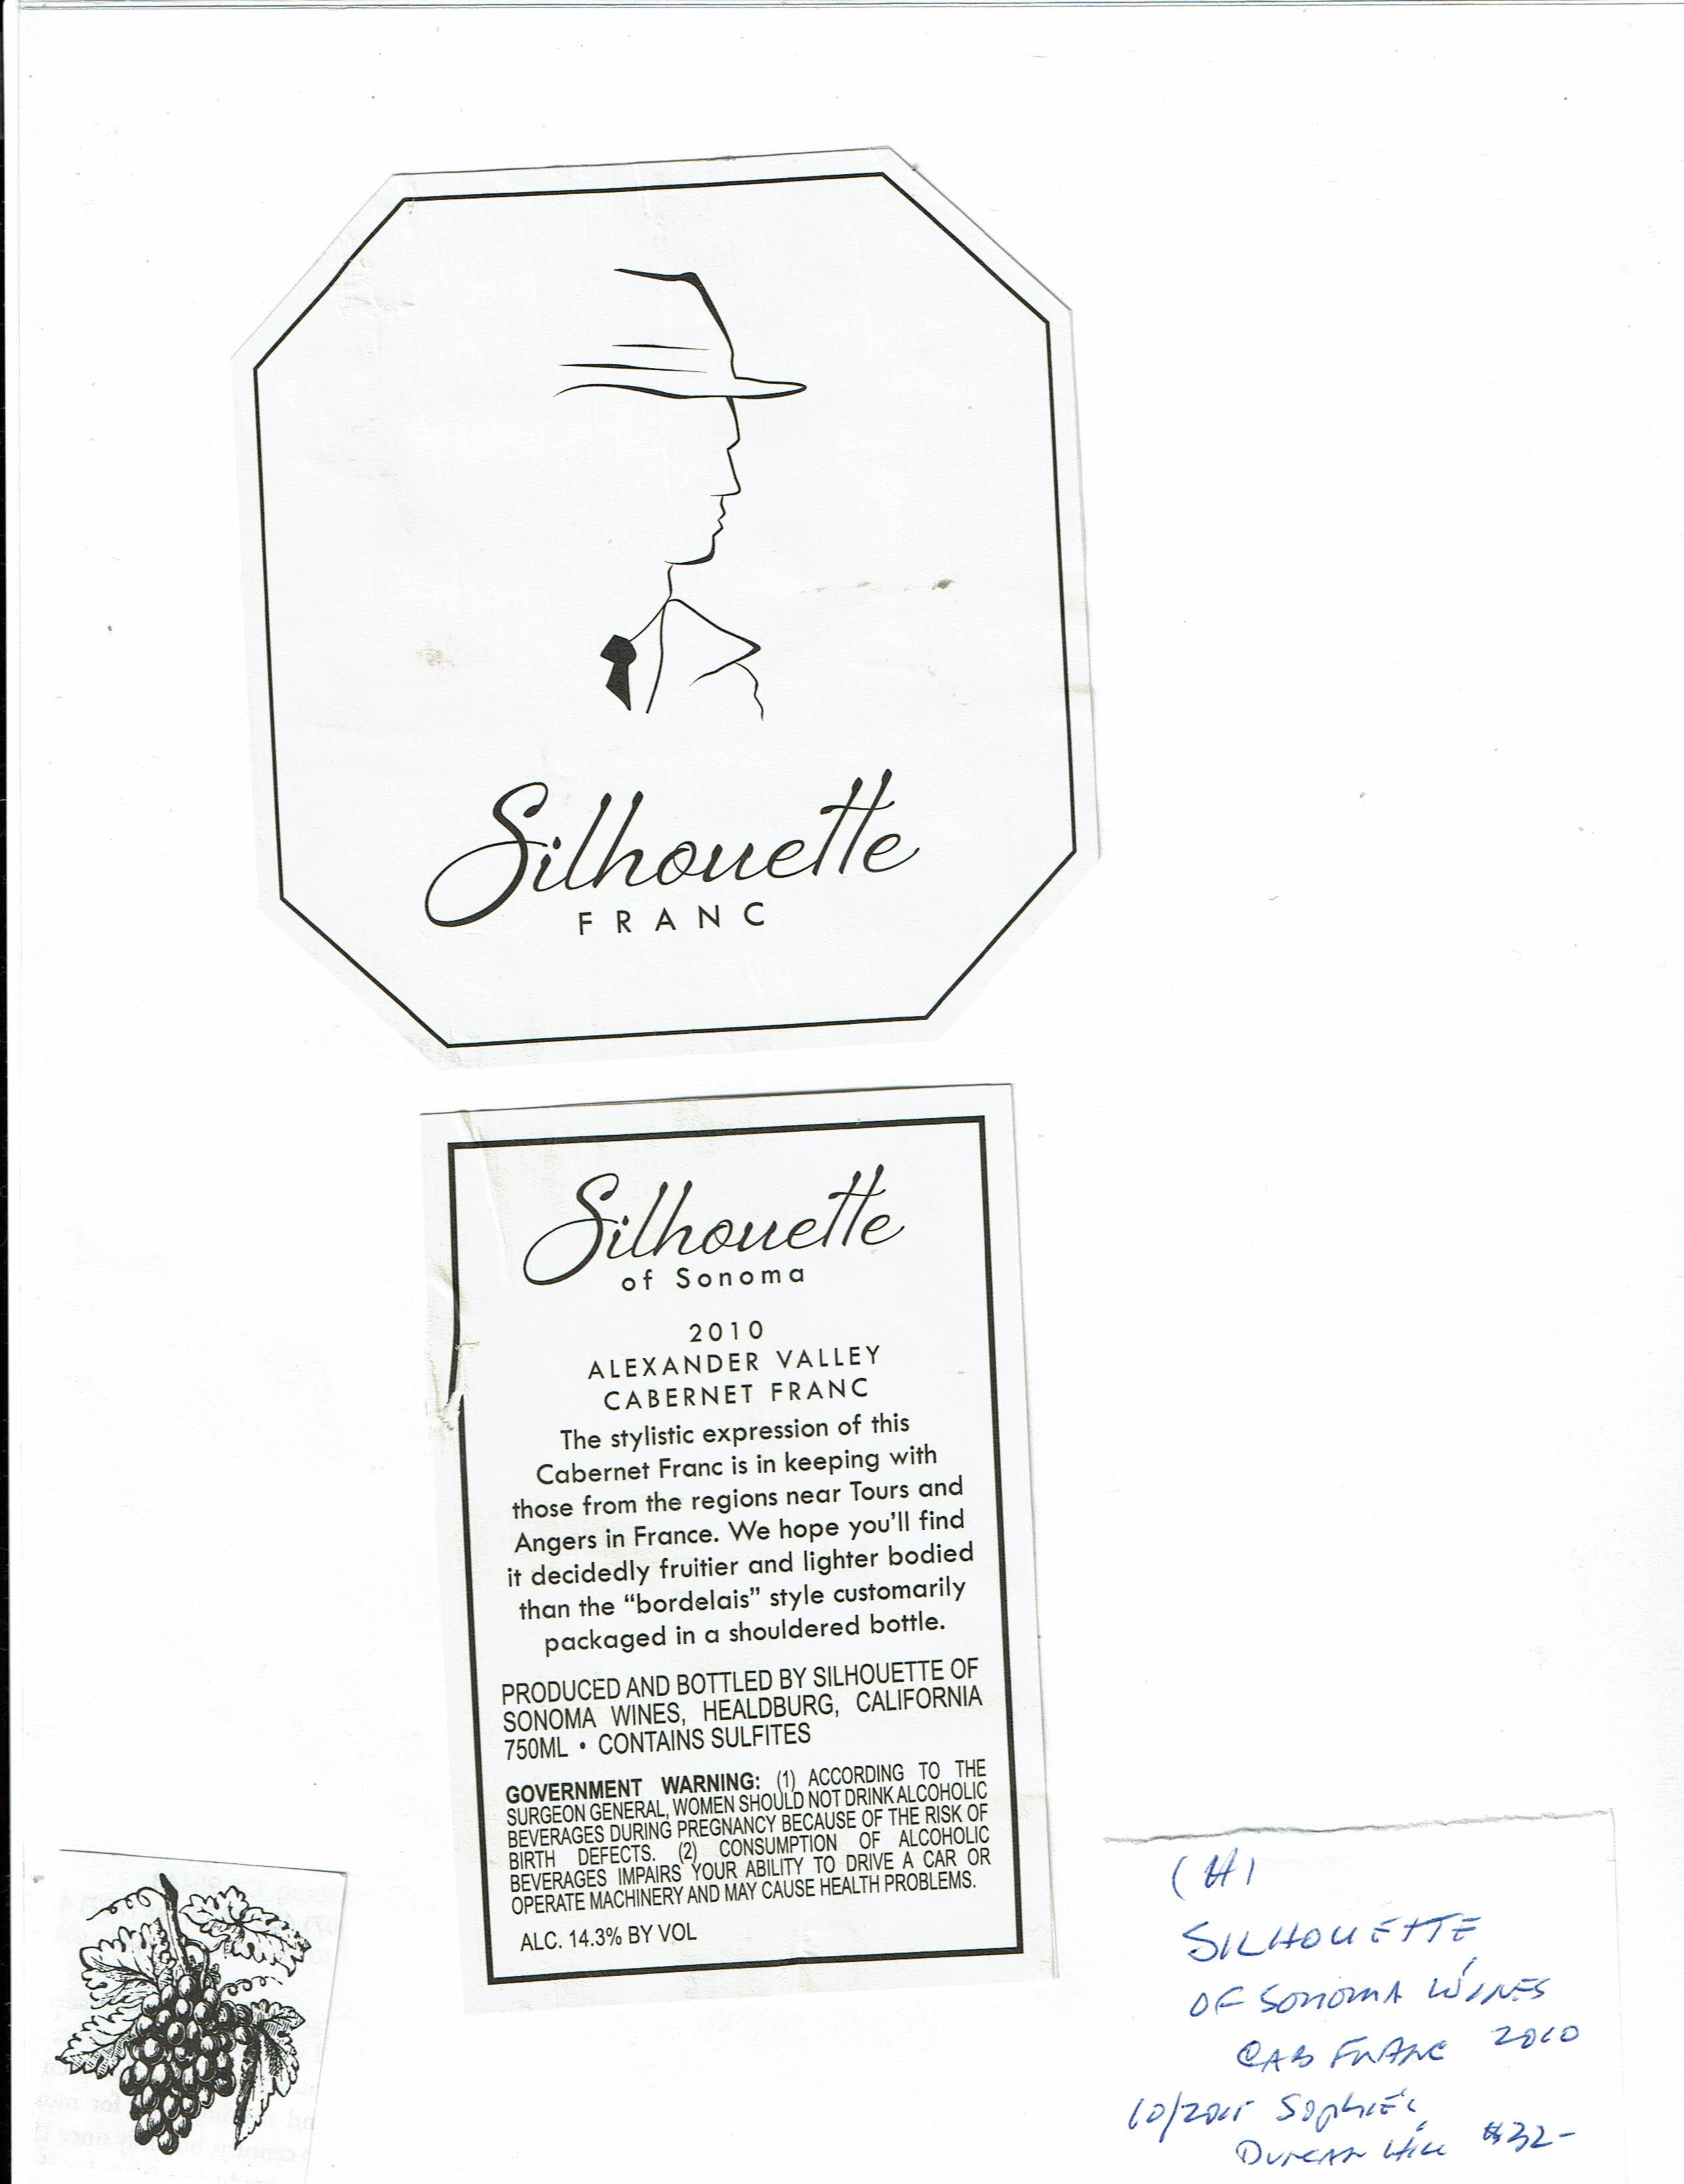 Silhouette
FRANC
Silhouette
of Sonoma
2010
ALEXANDER VALLEY
CABERNET FRANC
The stylistic expression of this
Cabernet Franc is in keeping with
those from the regions near Tours and
Angers in France. We hope you'll find
it decidedly fruitier and lighter bodied
than the “bordelais” style customarily
packaged in a shouldered bottle.
PRODUCED AND BOTTLED BY SILHOUETTE OF
SONOMA WINES, HEALDBURG, CALIFORNIA
750ML • CONTAINS SULFITES
GOVERNMENT WARNING: (1) ACCORDING TO THE
SURGEON GENERAL, WOMEN SHOULD NOT DRINK ALCOHOLIC
BEVERAGES DURING PREGNANCY BECAUSE OF THE RISK OF
BIRTH DEFECTS. (2) CONSUMPTION OF ALCOHOLIC
BEVERAGES IMPAIRS YOUR ABILITY TO DRIVE A CAR OR
OPERATE MACHINERY AND MAY CAUSE HEALTH PROBLEMS.
ALC. 14.3% BY VOL
SILHOUETTE
OF SONOMA WINES
CAB FRANC 2010
10/2015 Sophie's
DUNCAN HILL $32-